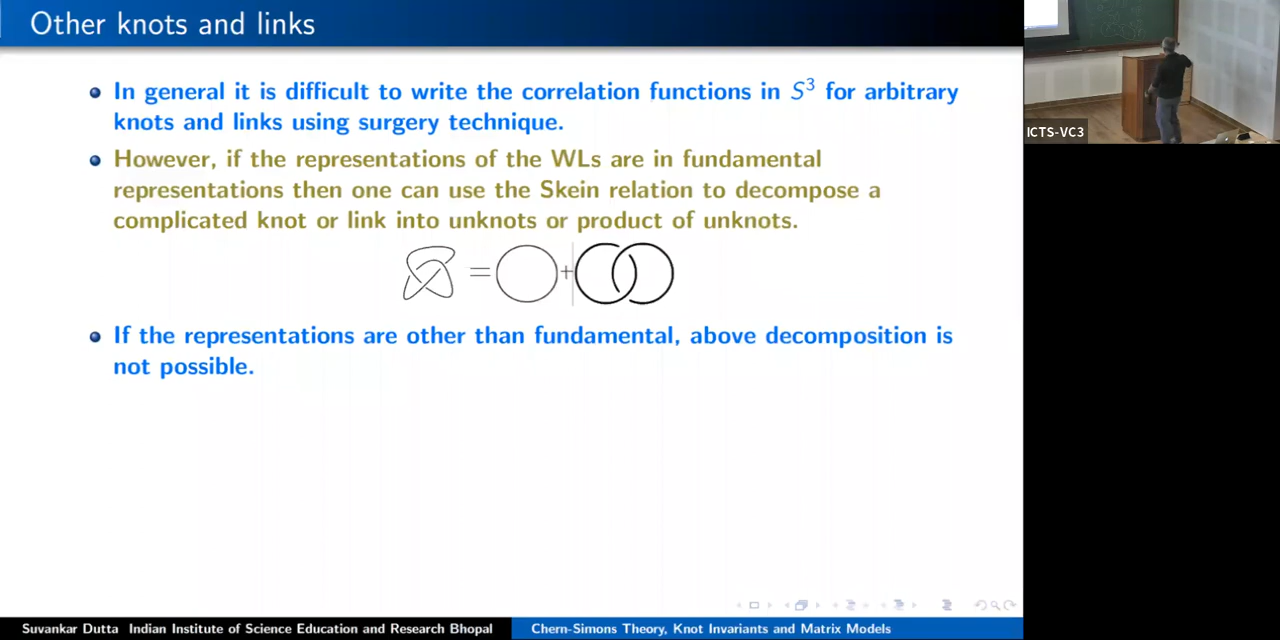 Other knots and links
In general it is difficult to write the correlation functions in S³ for arbitrary
knots and links using surgery technique.
However, if the representations of the WLs are in fundamental
representations then one can use the Skein relation to decompose a
complicated knot or link into unknots or product of unknots.
= +
If the representations are other than fundamental, above decomposition is
not possible.
Suvankar Dutta Indian Institute of Science Education and Research Bhopal
Chern-Simons Theory, Knot Invariants and Matrix Models
ICTS-VC3